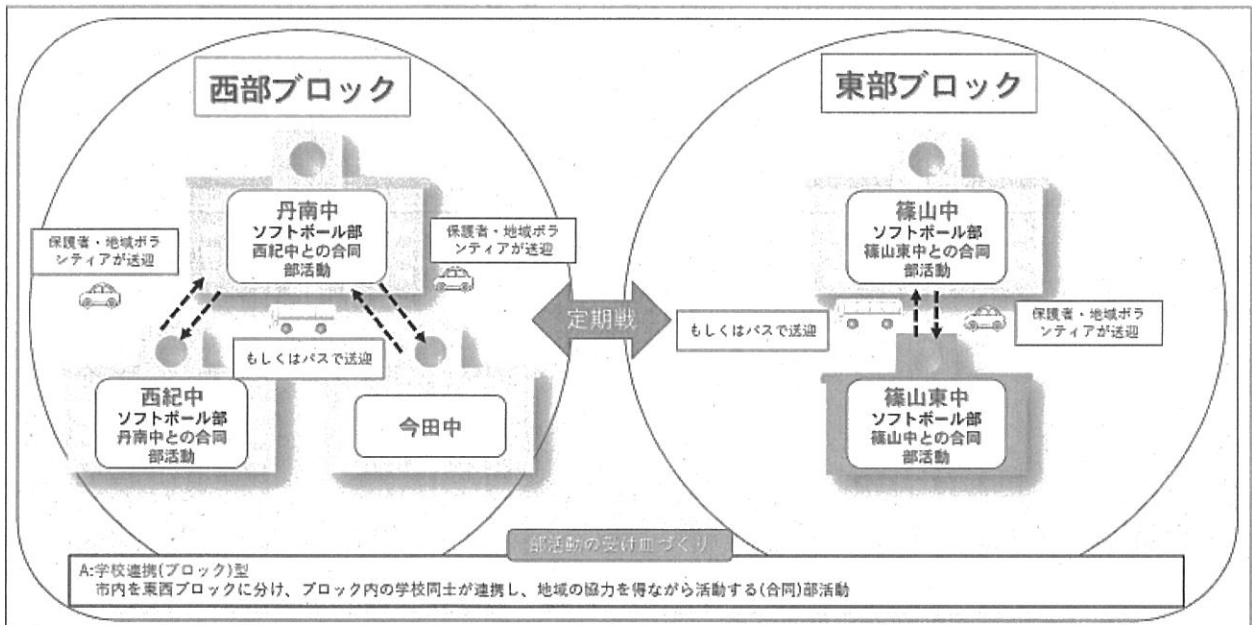 西部ブロック
丹南中
ソフトボール部
西紀中との合同
部活動
保護者・地域ボラ
ンティアが送迎
保護者・地域ボラ
ンティアが送迎
もしくはバスで送迎
西紀中
ソフトボール部
丹南中との合同
部活動
今田中
定期戦
東部ブロック
篠山中
ソフトボール部
篠山東中との合同
部活動
もしくはバスで送迎
保護者・地域ボラ
ンティアが送迎
篠山東中
ソフトボール部
篠山中との合同
部活動
部活動の受け皿づくり
A:学校連携(ブロック)型
市内を東西ブロックに分け、ブロック内の学校同士が連携し、地域の協力を得ながら活動する(合同)部活動